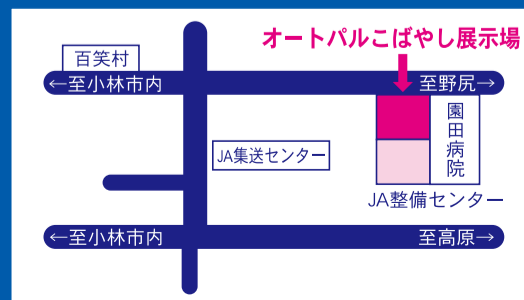 オートパルこばやし展示場
百笑村
←至小林市内
至野尻→
園田病院
JA集送センター
JA整備センター
←至小林市内
至高原→